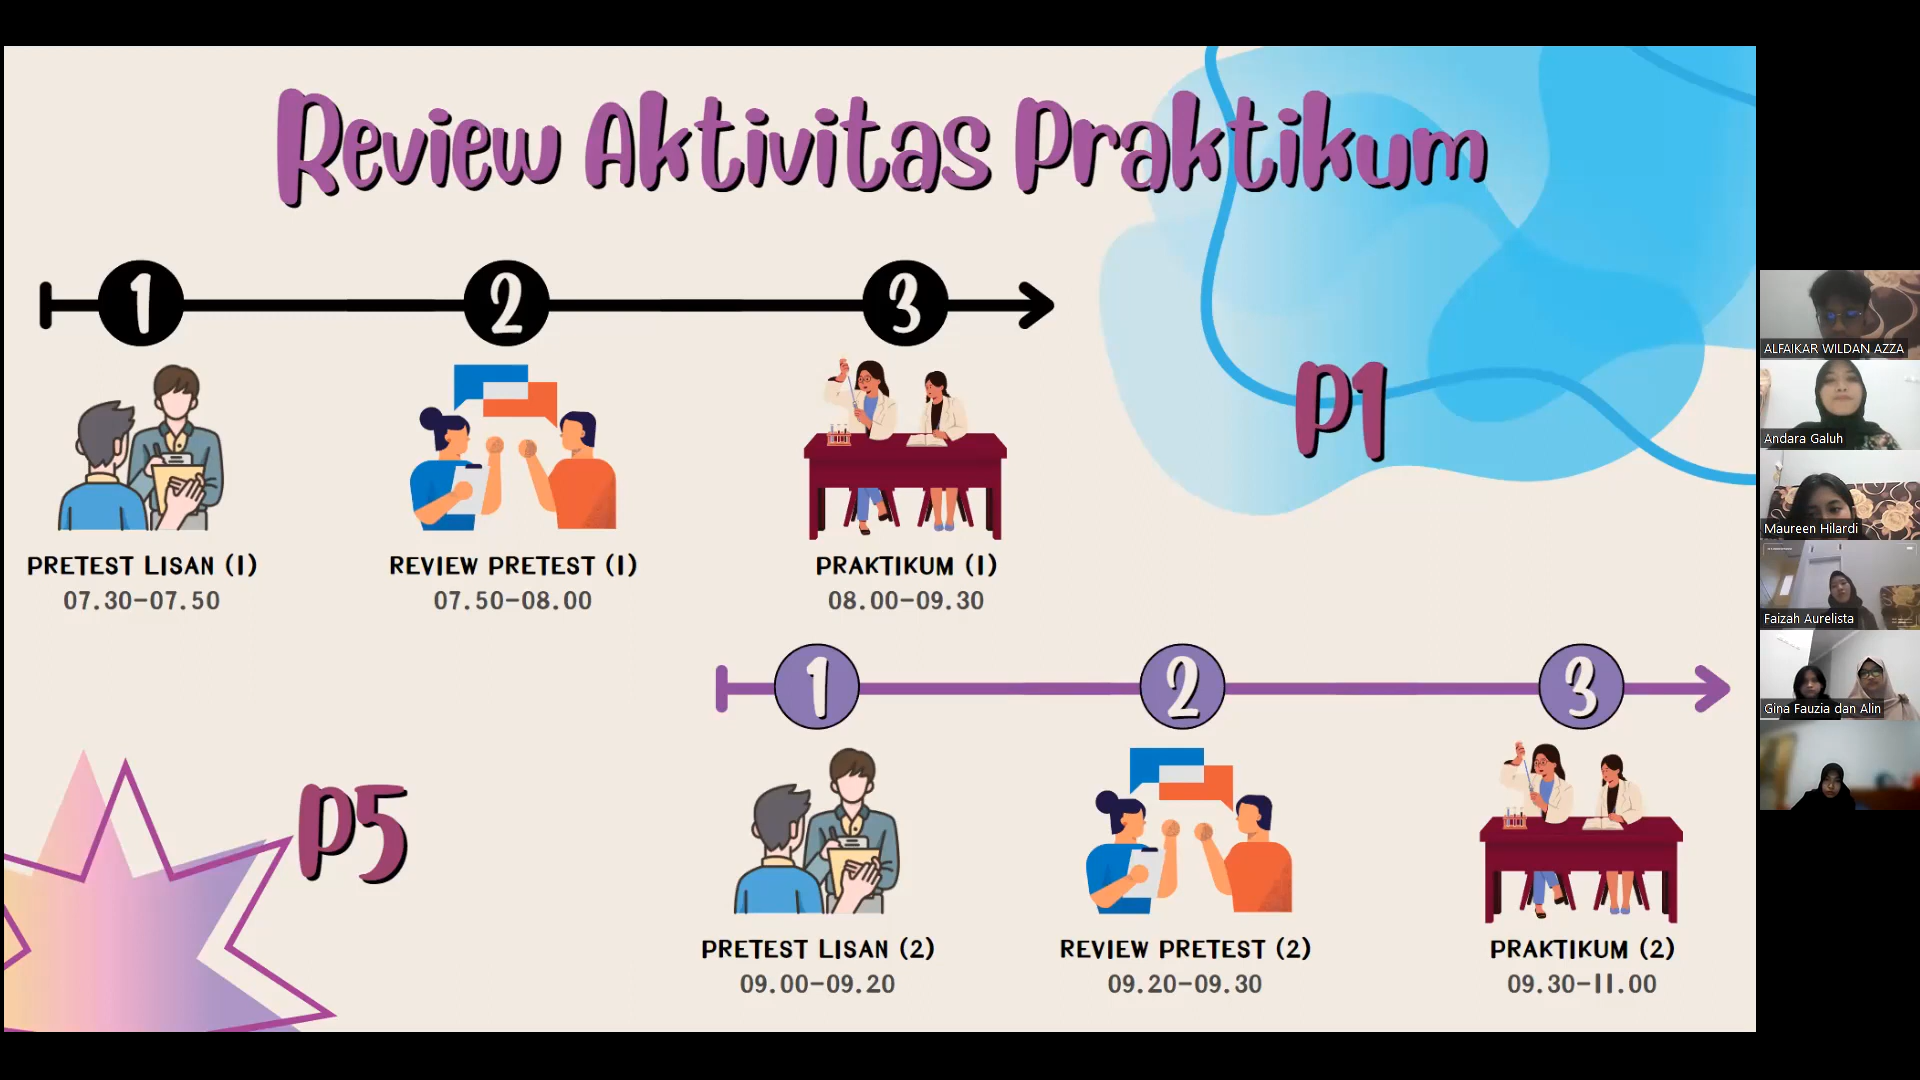 Review Aktivitas Praktikum
1
2
3
P1
PRETEST LISAN (1)
07.30-07.50
REVIEW PRETEST (1)
07.50-08.00
PRAKTIKUM (1)
08.00-09.30
1
2
3
P5
PRETEST LISAN (2)
09.00-09.20
REVIEW PRETEST (2)
09.20-09.30
PRAKTIKUM (2)
09.30-11.00
ALFAIKAR WILDAN AZZA
Andara Galuh
Maureen Hilardi
Faizah Aurelista
Gina Fauzia dan Alin